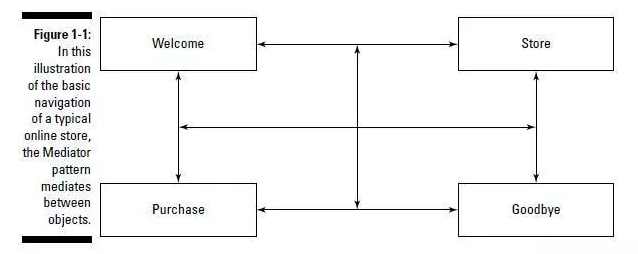 Figure 1-1:
In this
illustration
of the basic
navigation
of a typical
online store,
the Mediator
pattern
mediates
between
objects.
Welcome
Store
Purchase
Goodbye